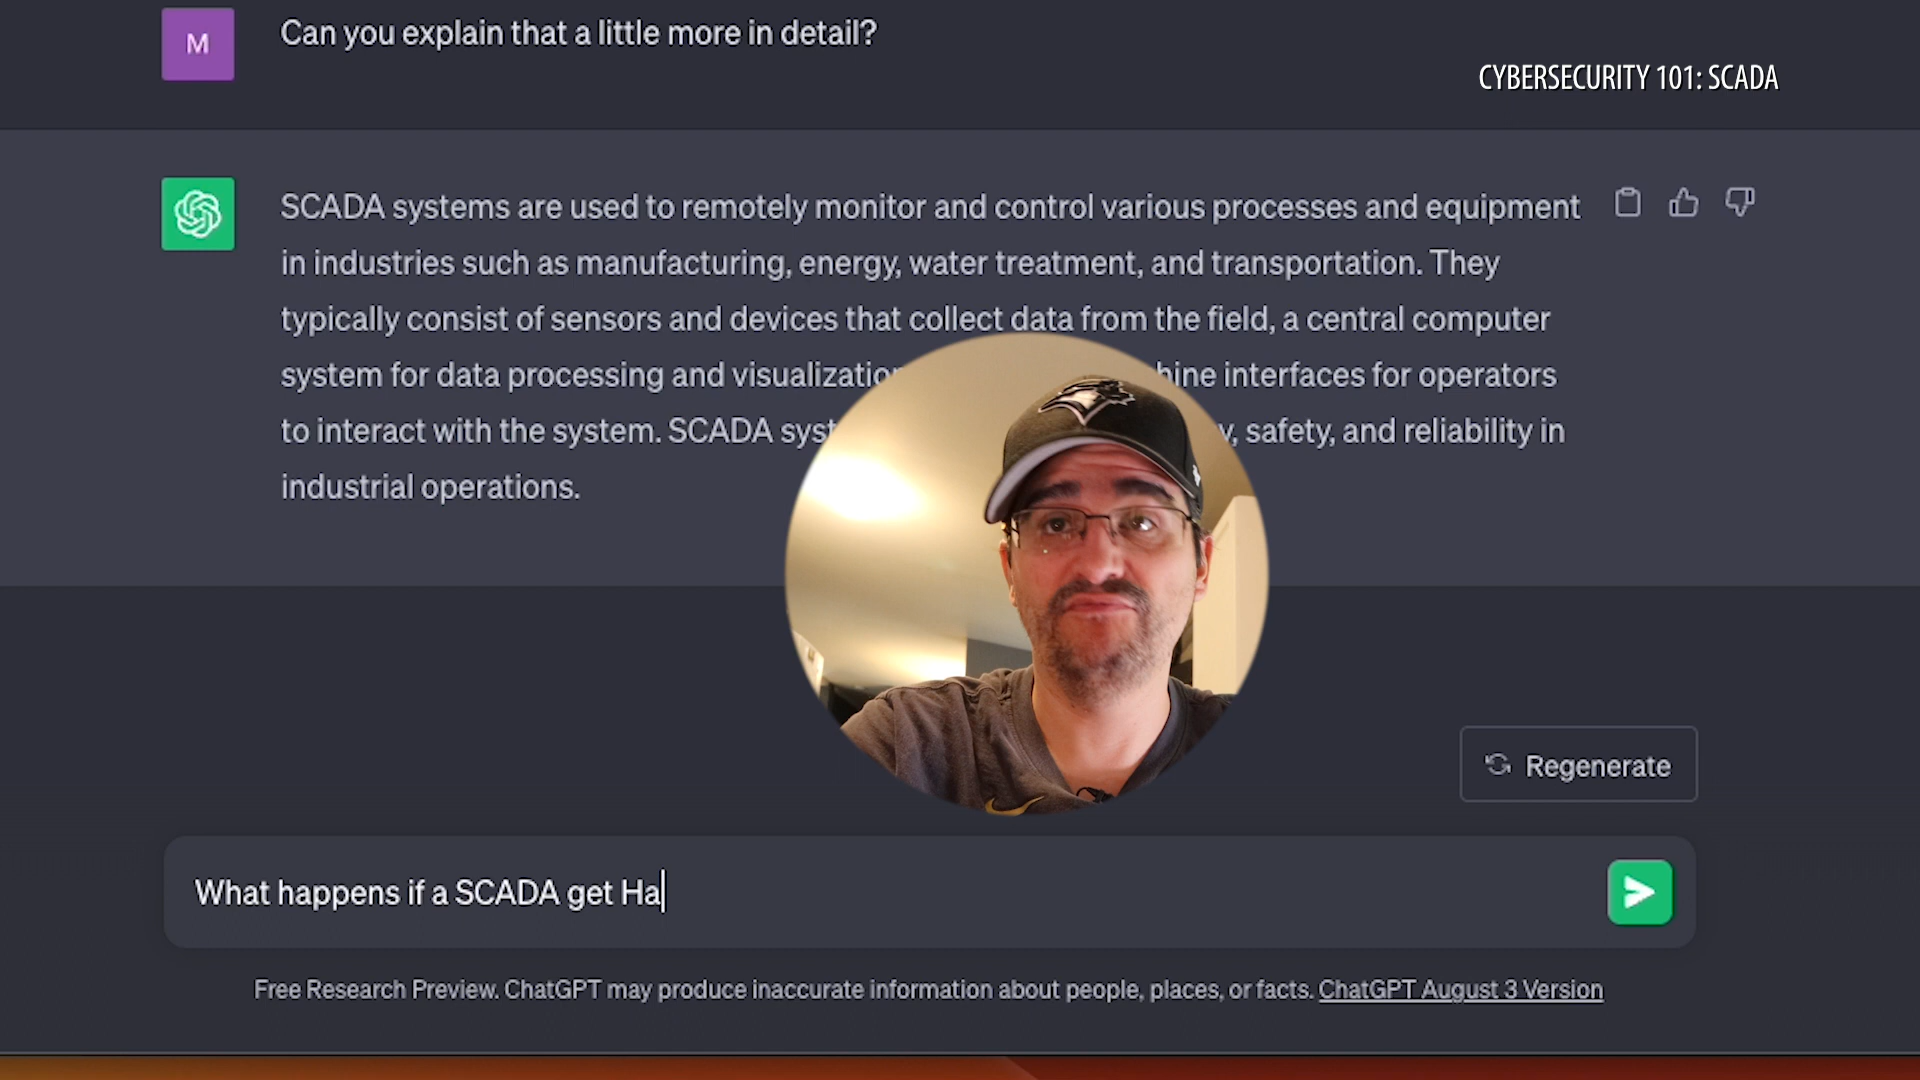 M
Can you explain that a little more in detail?
CYBERSECURITY 101: SCADA
SCADA systems are used to remotely monitor and control various processes and equipment
in industries such as manufacturing, energy, water treatment, and transportation. They
typically consist of sensors and devices that collect data from the field, a central computer
system for data processing and interfaces for operators
to interact with the system. SCADA safety, and reliability in
industrial operations.
Regenerate
What happens if a SCADA get Ha
Free Research Preview. ChatGPT may produce inaccurate information about people, places, or facts. ChatGPT August 3 Version